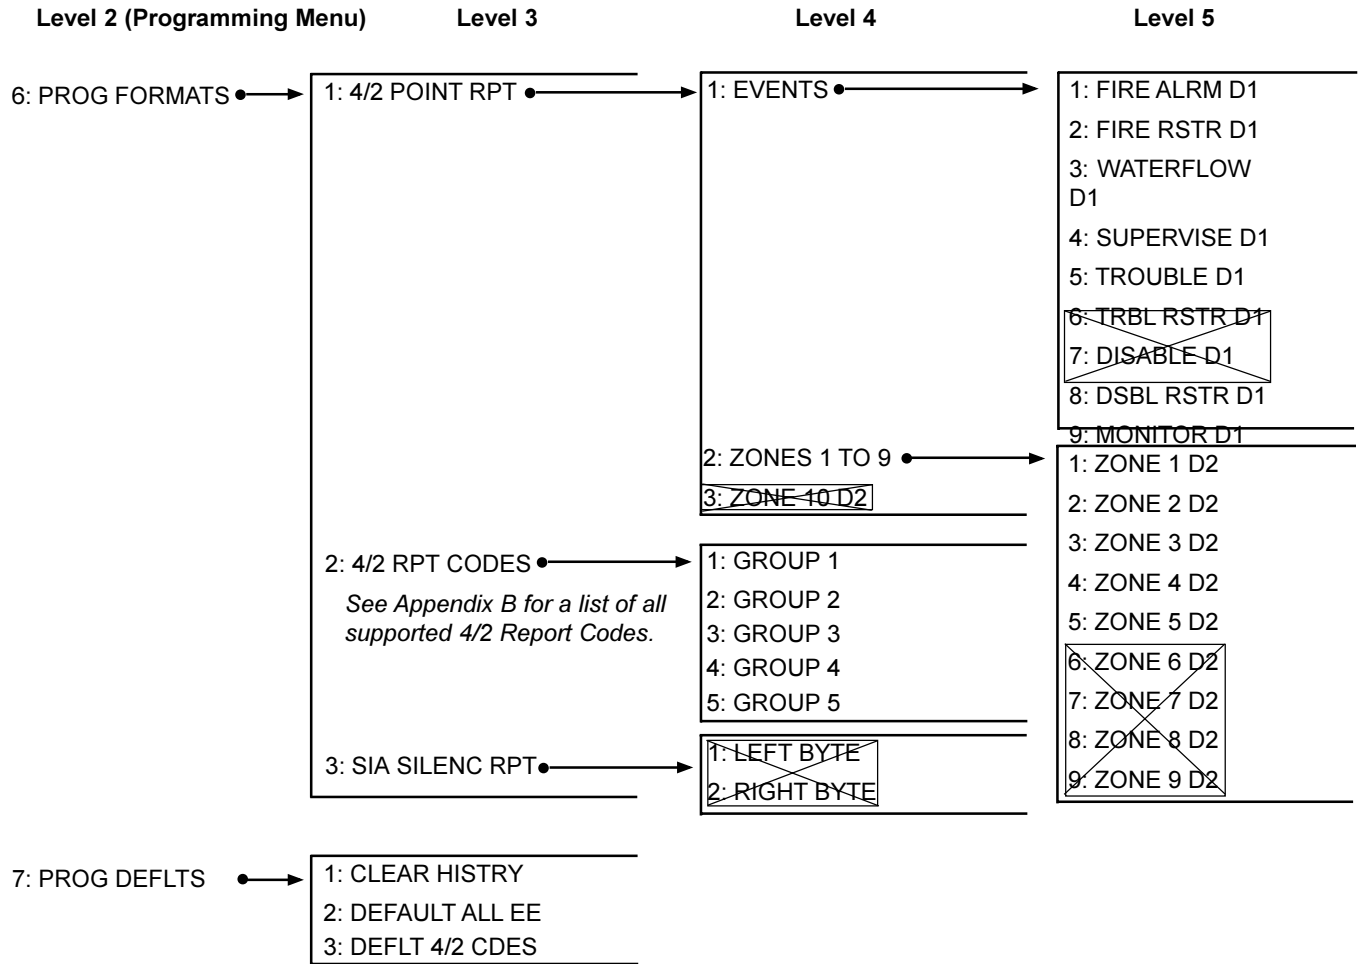 Level 2 (Programming Menu) Level 3 Level 4 Level 5
6: PROG FORMATS
1: 4/2 POINT RPT
1: EVENTS
1: FIRE ALRM D1
2: FIRE RSTR D1
3: WATERFLOW
D1
4: SUPERVISE D1
5: TROUBLE D1
6: TRBL RSTR D1
7: DISABLE D1
8: DSBL RSTR D1
9: MONITOR D1
2: ZONES 1 TO 9
3: ZONE 10 D2
1: ZONE 1 D2
2: ZONE 2 D2
3: ZONE 3 D2
4: ZONE 4 D2
5: ZONE 5 D2
6: ZONE 6 D2
7: ZONE 7 D2
8: ZONE 8 D2
9: ZONE 9 D2
2: 4/2 RPT CODES
See Appendix B for a list of all
supported 4/2 Report Codes.
1: GROUP 1
2: GROUP 2
3: GROUP 3
4: GROUP 4
5: GROUP 5
3: SIA SILENC RPT
1: LEFT BYTE
2: RIGHT BYTE
7: PROG DEFLTS
1: CLEAR HISTRY
2: DEFAULT ALL EE
3: DEFLT 4/2 CDES